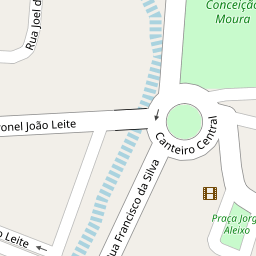 Conceição
Moura
Rua Joel d
onel João Leite
Canteiro Central
Rua Francisco da Silva
Praça Jorg
Aleixo
o Leite